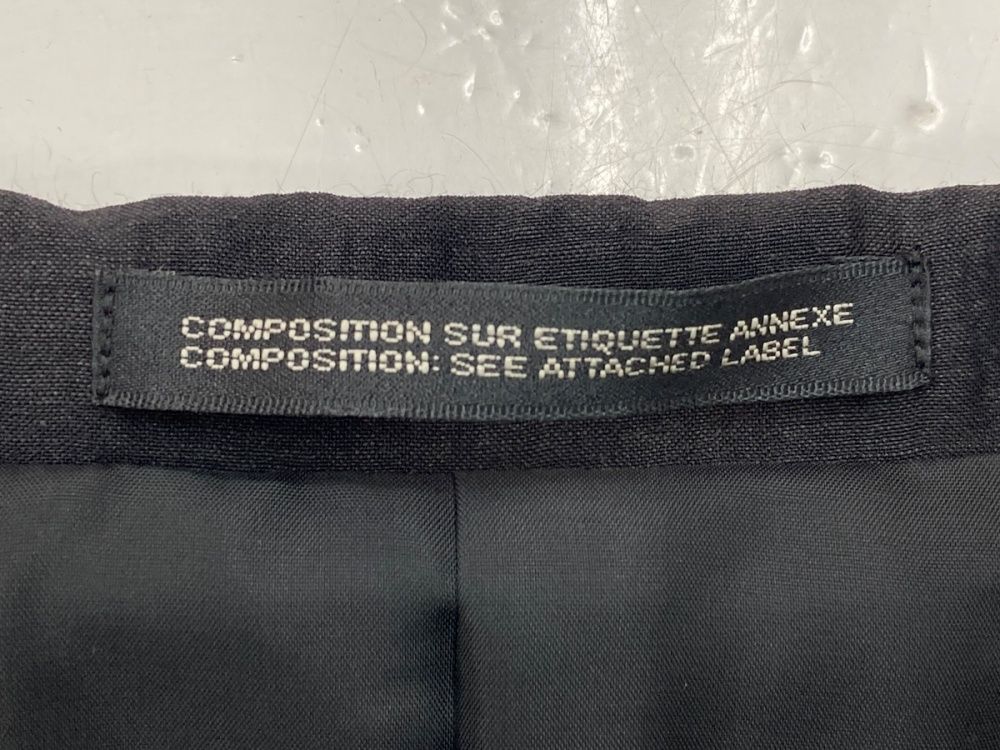 COMPOSITION SUR ETIQUETTE ANNEXE
COMPOSITION: SEE ATTACHED LABEL